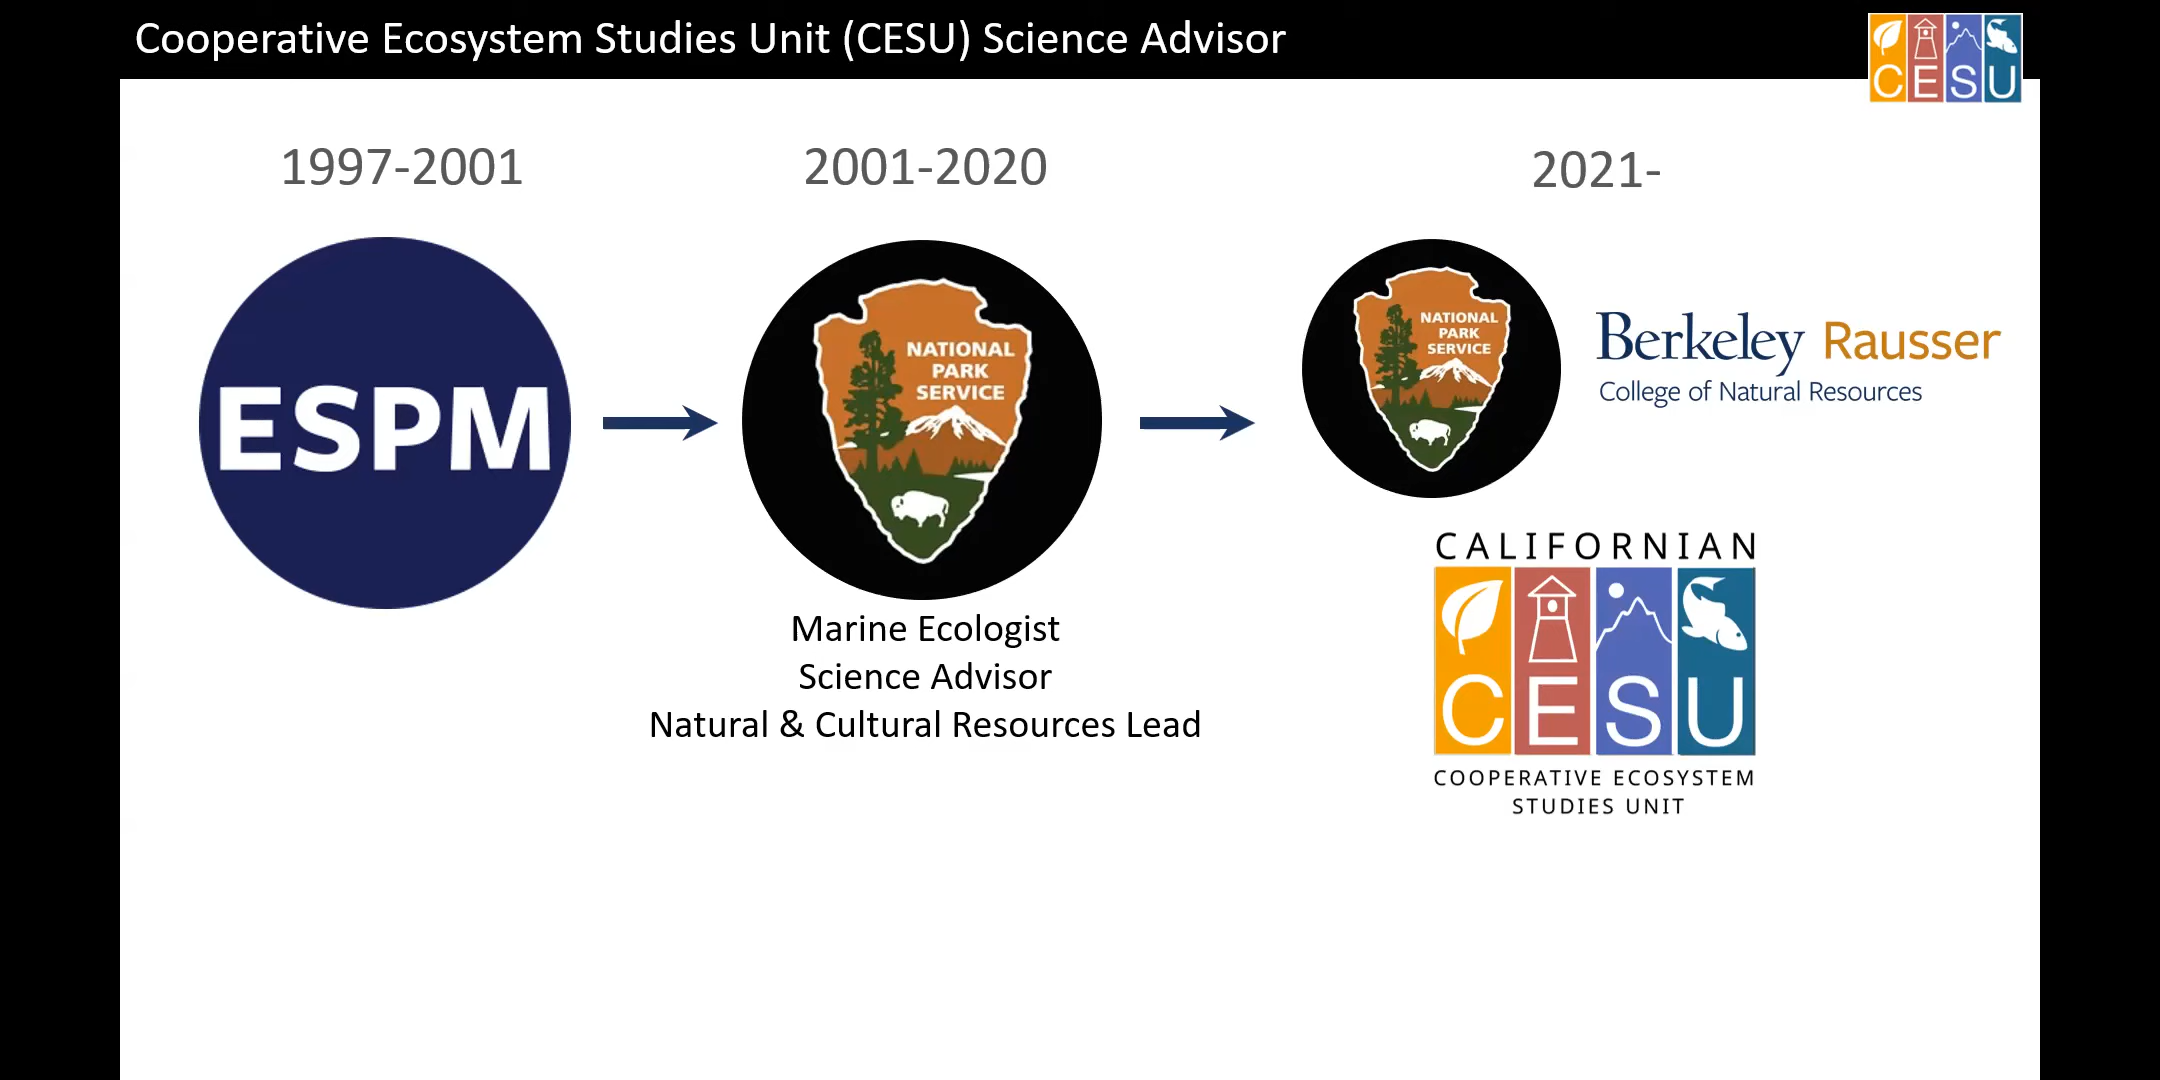 Cooperative Ecosystem Studies Unit (CESU) Science Advisor
CESU
1997-2001
2001-2020
2021-
ESPM
NATIONAL
PARK
SERVICE
Marine Ecologist
Science Advisor
Natural & Cultural Resources Lead
NATIONAL
PARK
SERVICE
Berkeley Rausser
College of Natural Resources
CALIFORNIAN
CESU
COOPERATIVE ECOSYSTEM
STUDIES UNIT